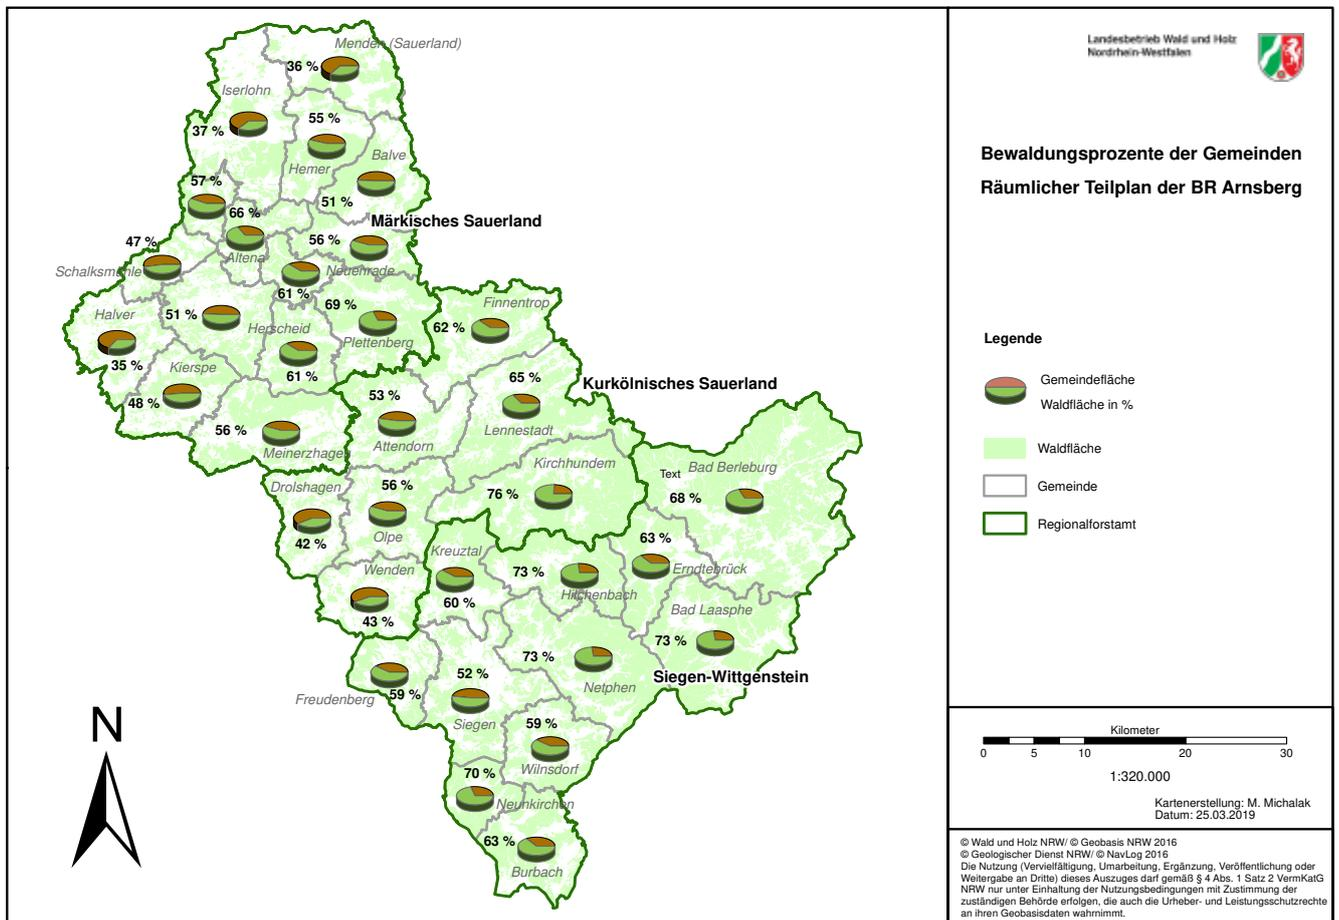 Menden (Sauerland)
36 %
Iserlohn
37 %
55 %
Hemer
Balve
51 %
57 %
66 %
Altena
Märkisches Sauerland
56 %
Neuenrade
47 %
Schalksmühle
61 %
69 %
Plettenberg
Halver
35 %
51 %
Herscheid
61 %
Kierspe
48 %
56 %
Meinerzhagen
Finnentrop
62 %
65 %
Lennestadt
Kurkölnisches Sauerland
53 %
Attendorn
Kirchhundem
76 %
Text
Bad Berleburg
68 %
Drolshagen
42 %
56 %
Olpe
Wenden
43 %
Kreuztal
60 %
73 %
Hilchenbach
63 %
Erndtebrück
Bad Laasphe
73 %
73 %
Netphen
Siegen-Wittgenstein
Freudenberg
59 %
52 %
Siegen
59 %
Wilnsdorf
70 %
Neunkirchen
63 %
Burbach
N
Landesbetrieb Wald und Holz
Nordrhein-Westfalen
Bewaldungsprozente der Gemeinden
Räumlicher Teilplan der BR Arnsberg
Legende
Gemeindefläche
Waldfläche in %
Waldfläche
Gemeinde
Regionalforstamt
Kilometer
0 5 10 20 30
1:320.000
Kartenerstellung: M. Michalak
Datum: 25.03.2019
© Wald und Holz NRW/ © Geobasis NRW 2016
© Geologischer Dienst NRW/ © NavLog 2016
Die Nutzung (Vervielfältigung, Umarbeitung, Ergänzung, Veröffentlichung oder
Weitergabe an Dritte) dieses Auszuges darf gemäß § 4 Abs. 1 Satz 2 VermKatG
NRW nur unter Einhaltung der Nutzungsbedingungen mit Zustimmung der
zuständigen Behörde erfolgen, die auch die Urheber- und Leistungsschutzrechte
an ihren Geobasisdaten wahrnimmt.